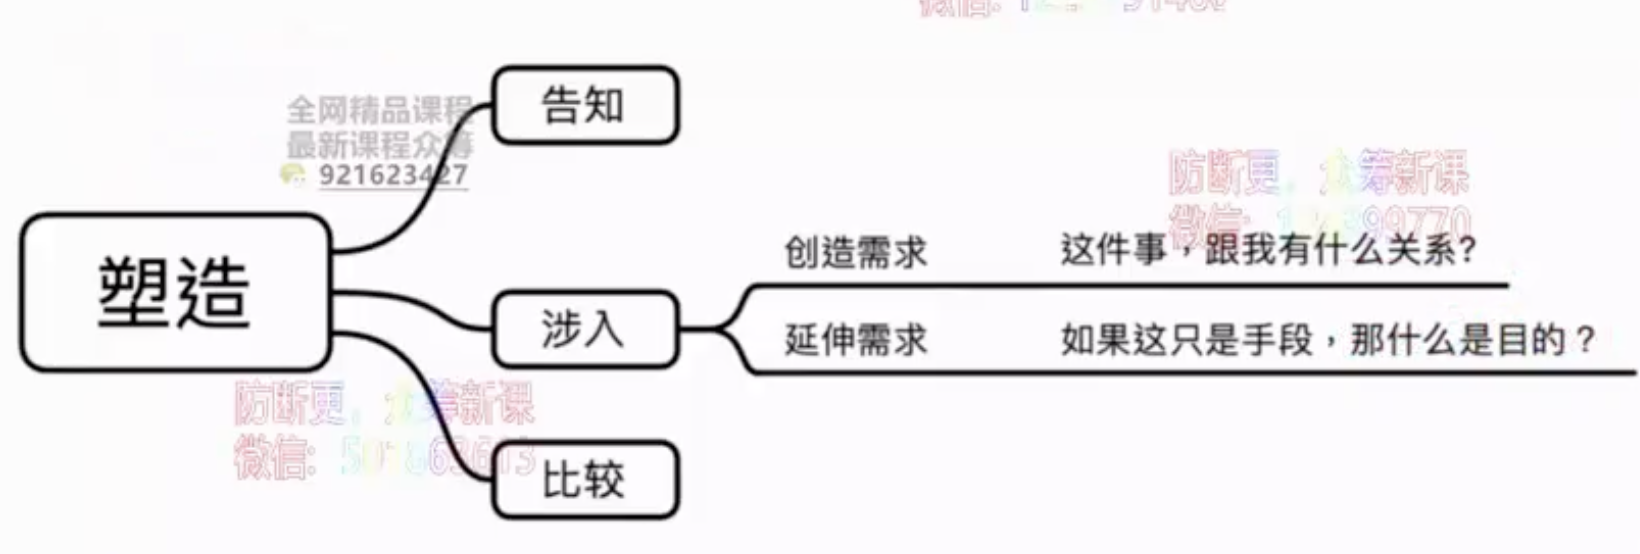 微信:
全网精品课程
最新课程众筹
921623427
告知
防断更，众筹新课
微信:
塑造
创造需求 这件事，跟我有什么关系?
涉入
延伸需求 如果这只是手段，那什么是目的？
防断更，众筹新课
微信:
比较